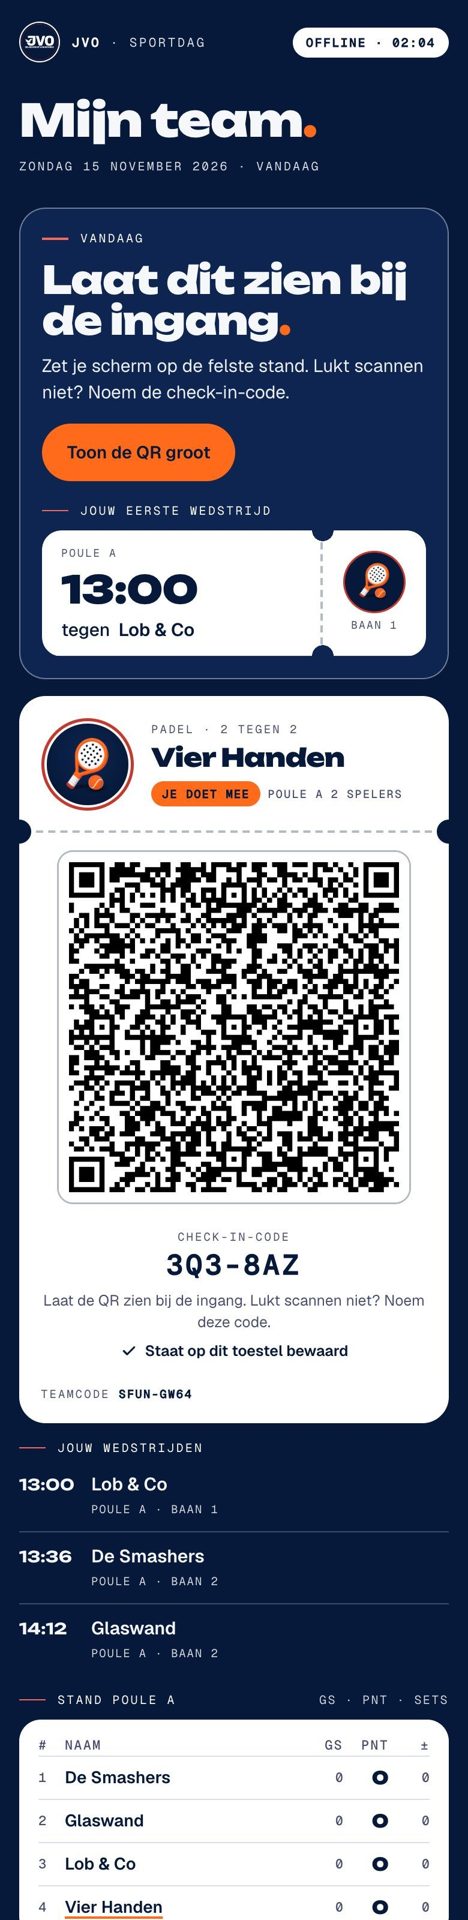 JVO
JVO · SPORTDAG
OFFLINE · 02:04
Mijn team.
ZONDAG 15 NOVEMBER 2026 · VANDAAG
VANDAAG
Laat dit zien bij
de ingang.
Zet je scherm op de felste stand. Lukt scannen
niet? Noem de check-in-code.
Toon de QR groot
JOUW EERSTE WEDSTRIJD
POULE A
13:00
tegen Lob & Co
BAAN 1
PADEL · 2 TEGEN 2
Vier Handen
JE DOET MEE
POULE A 2 SPELERS
CHECK-IN-CODE
3Q3-8AZ
Laat de QR zien bij de ingang. Lukt scannen niet? Noem
deze code.
✓ Staat op dit toestel bewaard
TEAMCODE SFUN-GW64
JOUW WEDSTRIJDEN
13:00 Lob & Co
POULE A · BAAN 1
13:36 De Smashers
POULE A · BAAN 2
14:12 Glaswand
POULE A · BAAN 2
STAND POULE A GS · PNT · SETS
# NAAM GS PNT ±
1 De Smashers 0 0 0
2 Glaswand 0 0 0
3 Lob & Co 0 0 0
4 Vier Handen 0 0 0